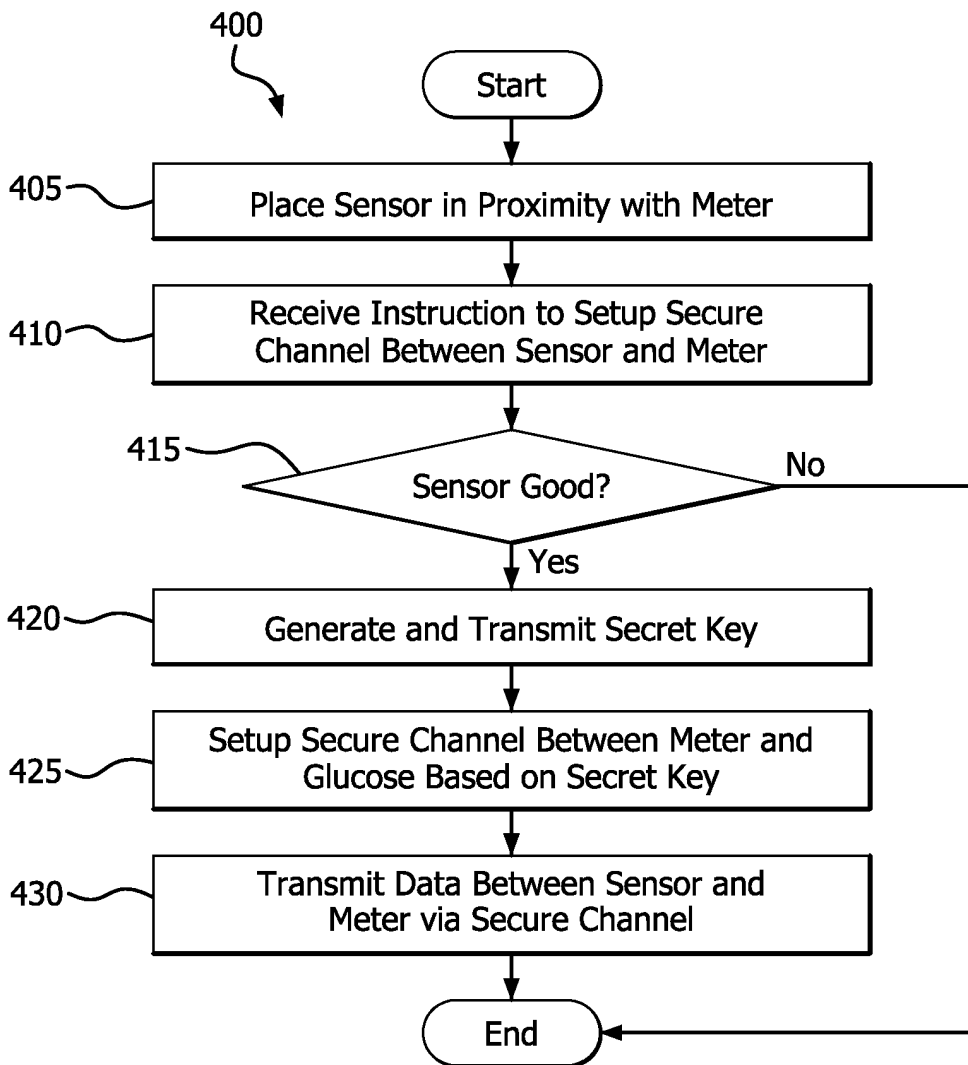 400
Start
405
Place Sensor in Proximity with Meter
410
Receive Instruction to Setup Secure
Channel Between Sensor and Meter
415
Sensor Good?
No
Yes
420
Generate and Transmit Secret Key
425
Setup Secure Channel Between Meter and
Glucose Based on Secret Key
430
Transmit Data Between Sensor and
Meter via Secure Channel
End